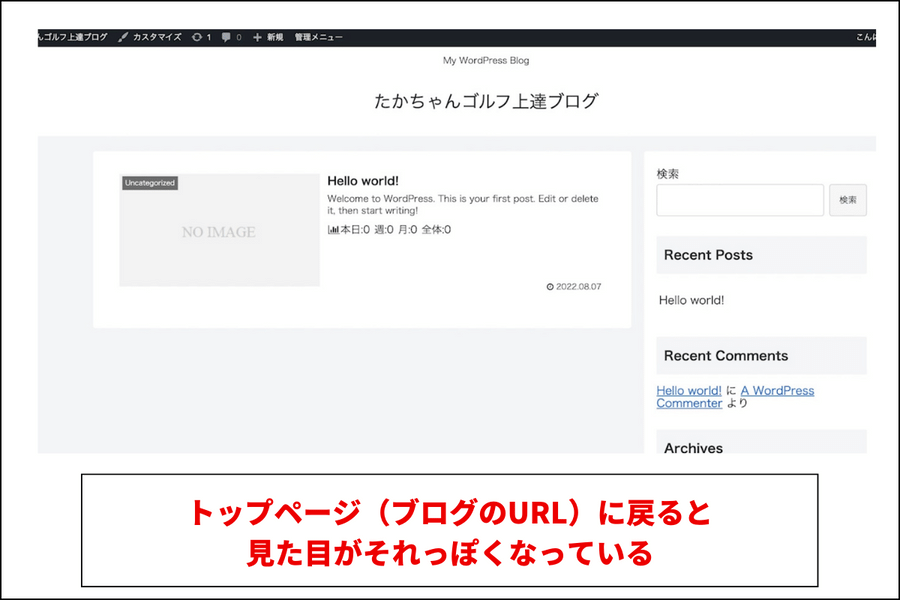 んゴルフ上達ブログ カスタマイズ 1 0 新規 管理メニュー
My WordPress Blog
たかちゃんゴルフ上達ブログ
Uncategorized
NO IMAGE
Hello world!
Welcome to WordPress. This is your first post. Edit or delete
it, then start writing!
本日:0 週:0 月:0 全体:0
2022.08.07
検索
検索
Recent Posts
Hello world!
Recent Comments
Hello world! に A WordPress
Commenter より
Archives
トップページ（ブログのURL）に戻ると
見た目がそれっぽくなっている